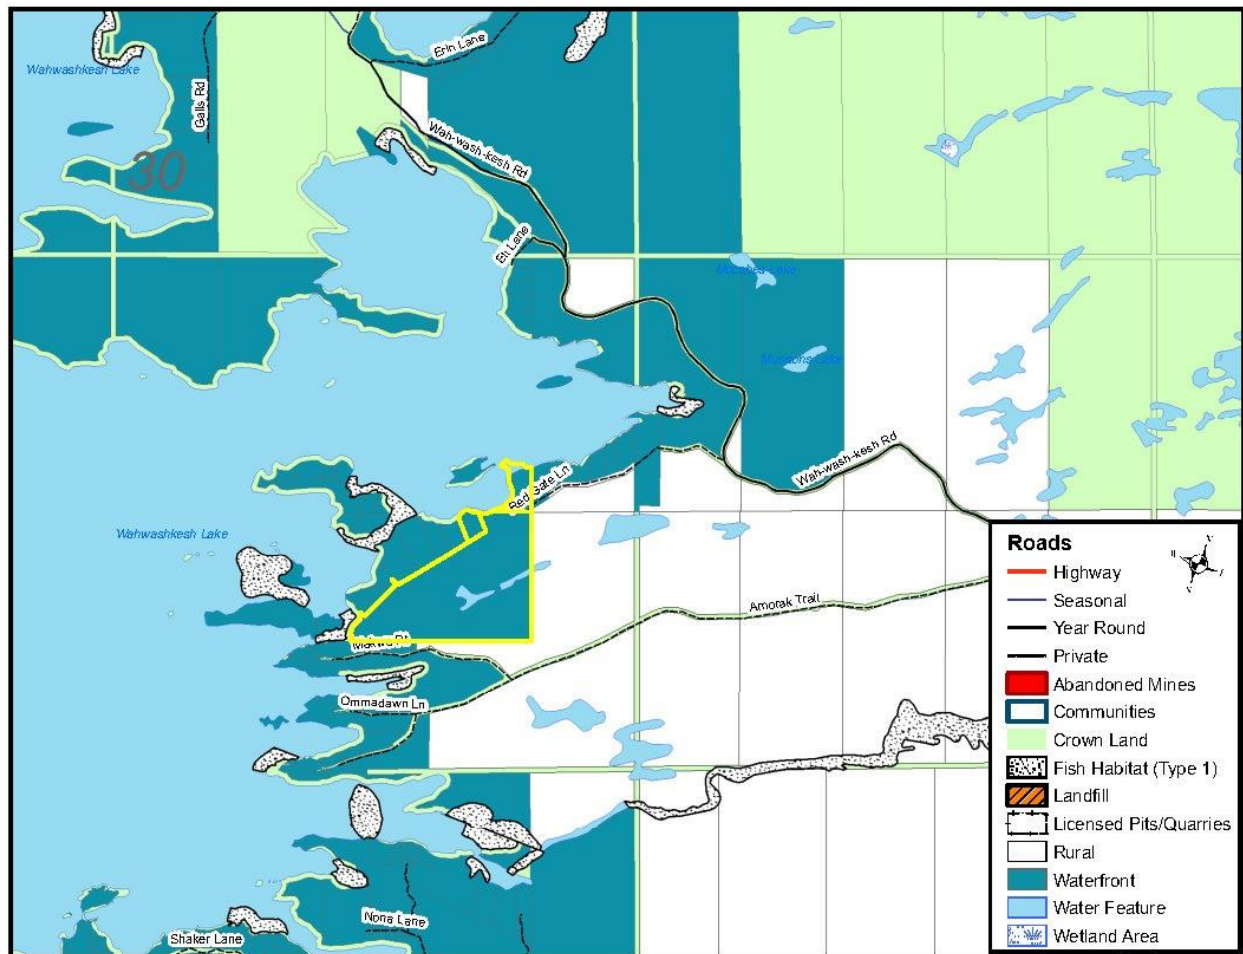 Erin Lane
Wahwashkesh Lake
Galls Rd
Wah-wash-kesh Rd
30
Eli Lane
Wah-wash-kesh Rd
Red Gate Ln
Wahwashkesh Lake
Amorak Trail
Ommadawn Ln
Nona Lane
Shaker Lane
Roads
Highway
Seasonal
Year Round
Private
Abandoned Mines
Communities
Crown Land
Fish Habitat (Type 1)
Landfill
Licensed Pits/Quarries
Rural
Waterfront
Water Feature
Wetland Area